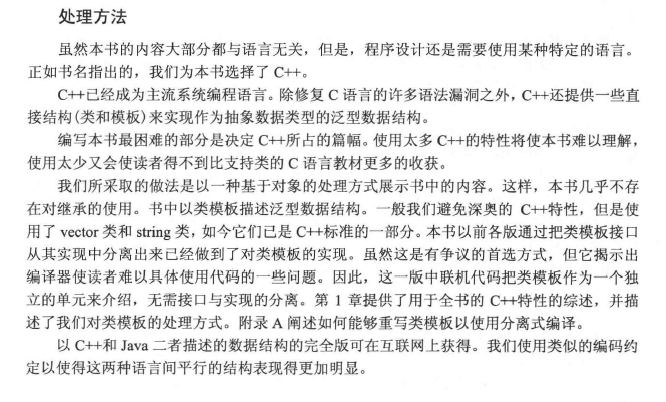 处理方法
虽然本书的内容大部分都与语言无关，但是，程序设计还是需要使用某种特定的语言。
正如书名指出的，我们为本书选择了 C++。
C++已经成为主流系统编程语言。除修复 C 语言的许多语法漏洞之外，C++还提供一些直
接结构(类和模板)来实现作为抽象数据类型的泛型数据结构。
编写本书最困难的部分是决定 C++所占的篇幅。使用太多 C++的特性将使本书难以理解，
使用太少又会使读者得不到比支持类的 C 语言教材更多的收获。
我们所采取的做法是以一种基于对象的处理方式展示书中的内容。这样，本书几乎不存
在对继承的使用。书中以类模板描述泛型数据结构。一般我们避免深奥的 C++特性，但是使
用了 vector 类和 string 类，如今它们已是 C++标准的一部分。本书以前各版通过把类模板接口
从其实现中分离出来已经做到了对类模板的实现。虽然这是有争议的首选方式，但它揭示出
编译器使读者难以具体使用代码的一些问题。因此，这一版中联机代码把类模板作为一个独
立的单元来介绍，无需接口与实现的分离。第 1 章提供了用于全书的 C++特性的综述，并描
述了我们对类模板的处理方式。附录 A 阐述如何能够重写类模板以使用分离式编译。
以 C++和 Java 二者描述的数据结构的完全版可在互联网上获得。我们使用类似的编码约
定以使得这两种语言间平行的结构表现得更加明显。